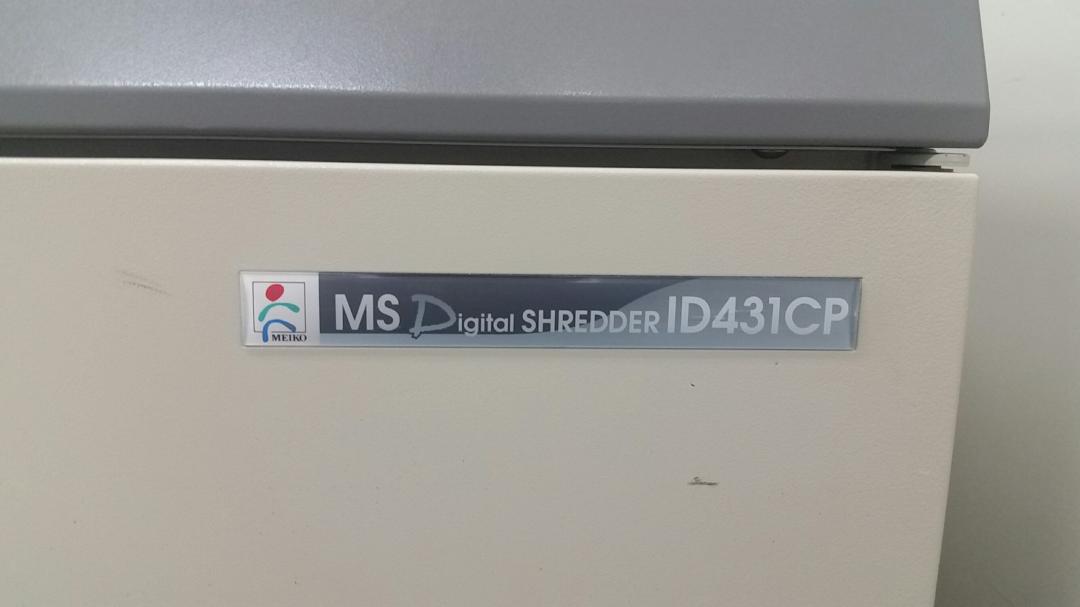 MEIKO
MS Digital SHREDDER ID431CP